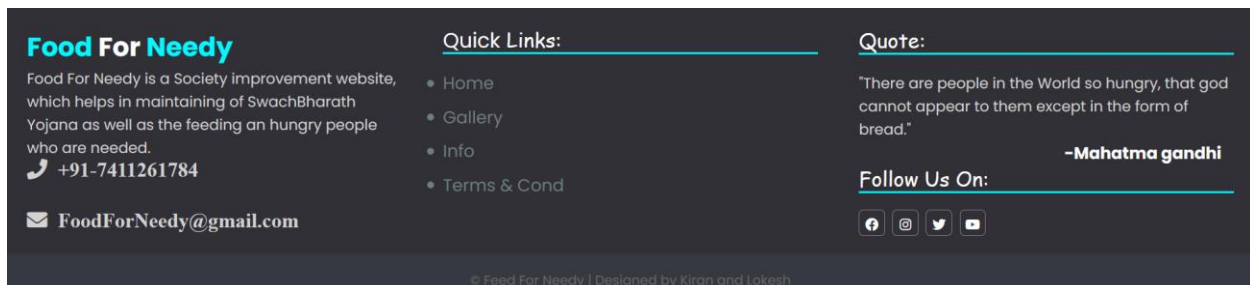 Food For Needy
Food For Needy is a Society improvement website,
which helps in maintaining of SwachBharath
Yojana as well as the feeding an hungry people
who are needed.
+91-7411261784
FoodForNeedy@gmail.com
Quick Links:
Home
Gallery
Info
Terms & Cond
Quote:
"There are people in the World so hungry, that god
cannot appear to them except in the form of
bread."
-Mahatma gandhi
Follow Us On:
© Feed For Needy | Designed by Kiran and Lokesh